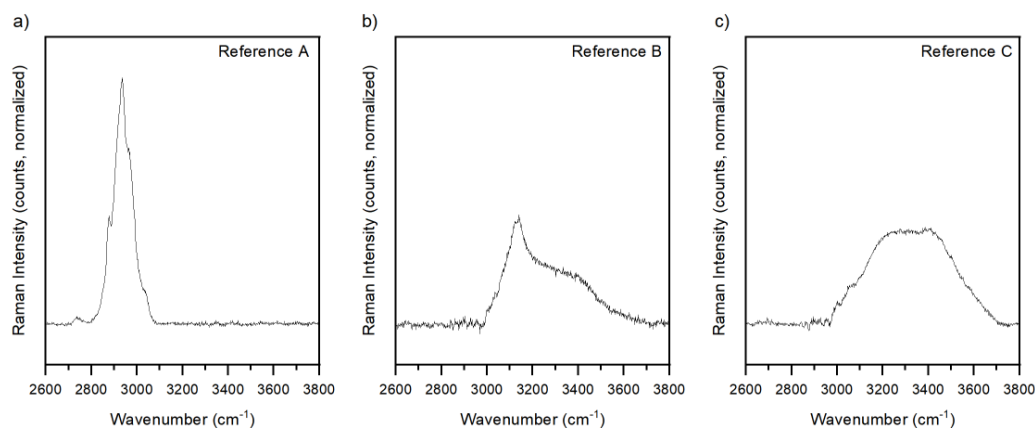 a)
b)
c)
Reference A
Reference B
Reference C
Raman Intensity (counts, normalized)
Raman Intensity (counts, normalized)
Raman Intensity (counts, normalized)
2600 2800 3000 3200 3400 3600 3800
2600 2800 3000 3200 3400 3600 3800
2600 2800 3000 3200 3400 3600 3800
Wavenumber (cm⁻¹)
Wavenumber (cm⁻¹)
Wavenumber (cm⁻¹)